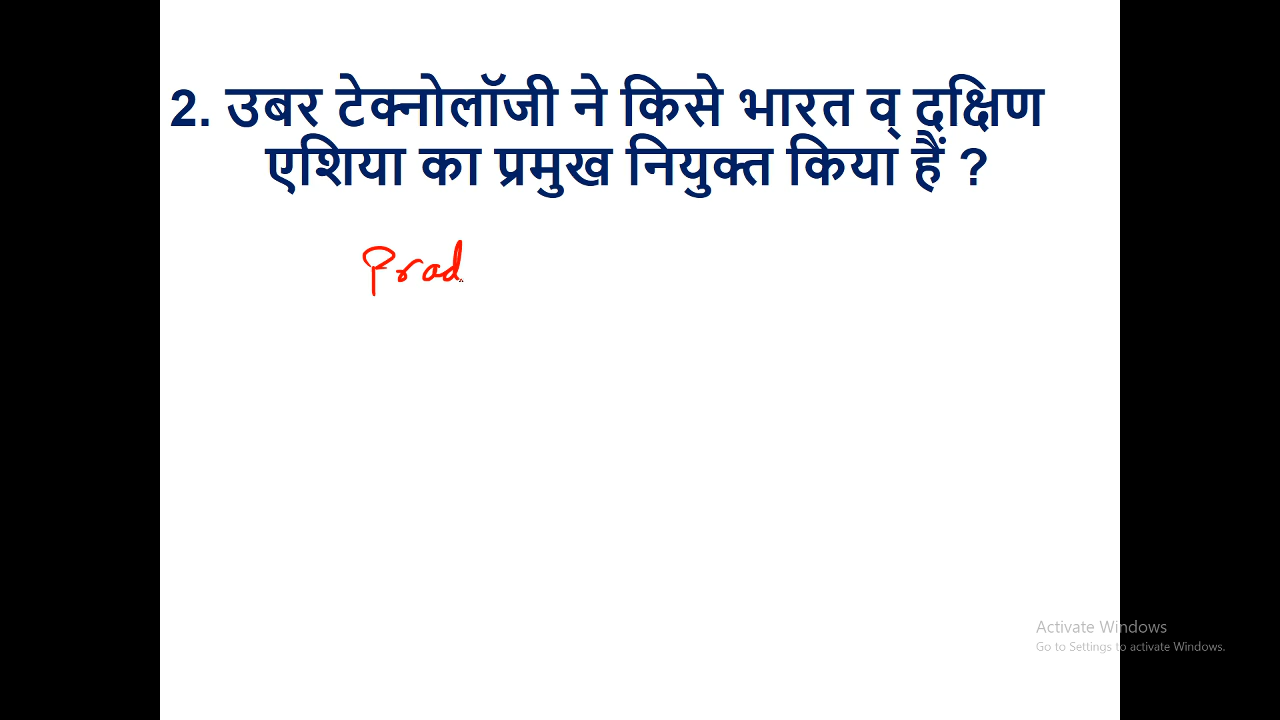 2. उबर टेक्नोलॉजी ने किसे भारत व् दक्षिण
एशिया का प्रमुख नियुक्त किया हैं ?
Prad
Activate Windows
Go to Settings to activate Windows.